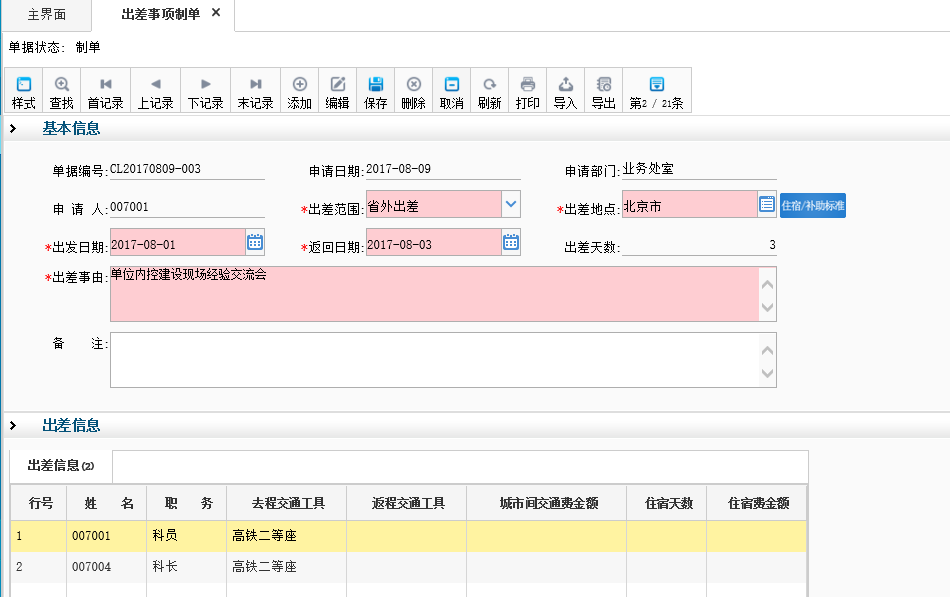 主界面 出差事项制单 ×
单据状态: 制单
样式 查找 首记录 上记录 下记录 末记录 添加 编辑 保存 删除 取消 刷新 打印 导入 导出 第2 / 21条
基本信息
单据编号: CL20170809-003 申请日期: 2017-08-09 申请部门: 业务处室
申 请 人: 007001 *出差范围: 省外出差 *出差地点: 北京市 住宿/补助标准
*出发日期: 2017-08-01 *返回日期: 2017-08-03 出差天数: 3
*出差事由: 单位内控建设现场经验交流会
备 注:
出差信息
出差信息(2)
行号 姓 名 职 务 去程交通工具 返程交通工具 城市间交通费金额 住宿天数 住宿费金额
1 007001 科员 高铁二等座
2 007004 科长 高铁二等座